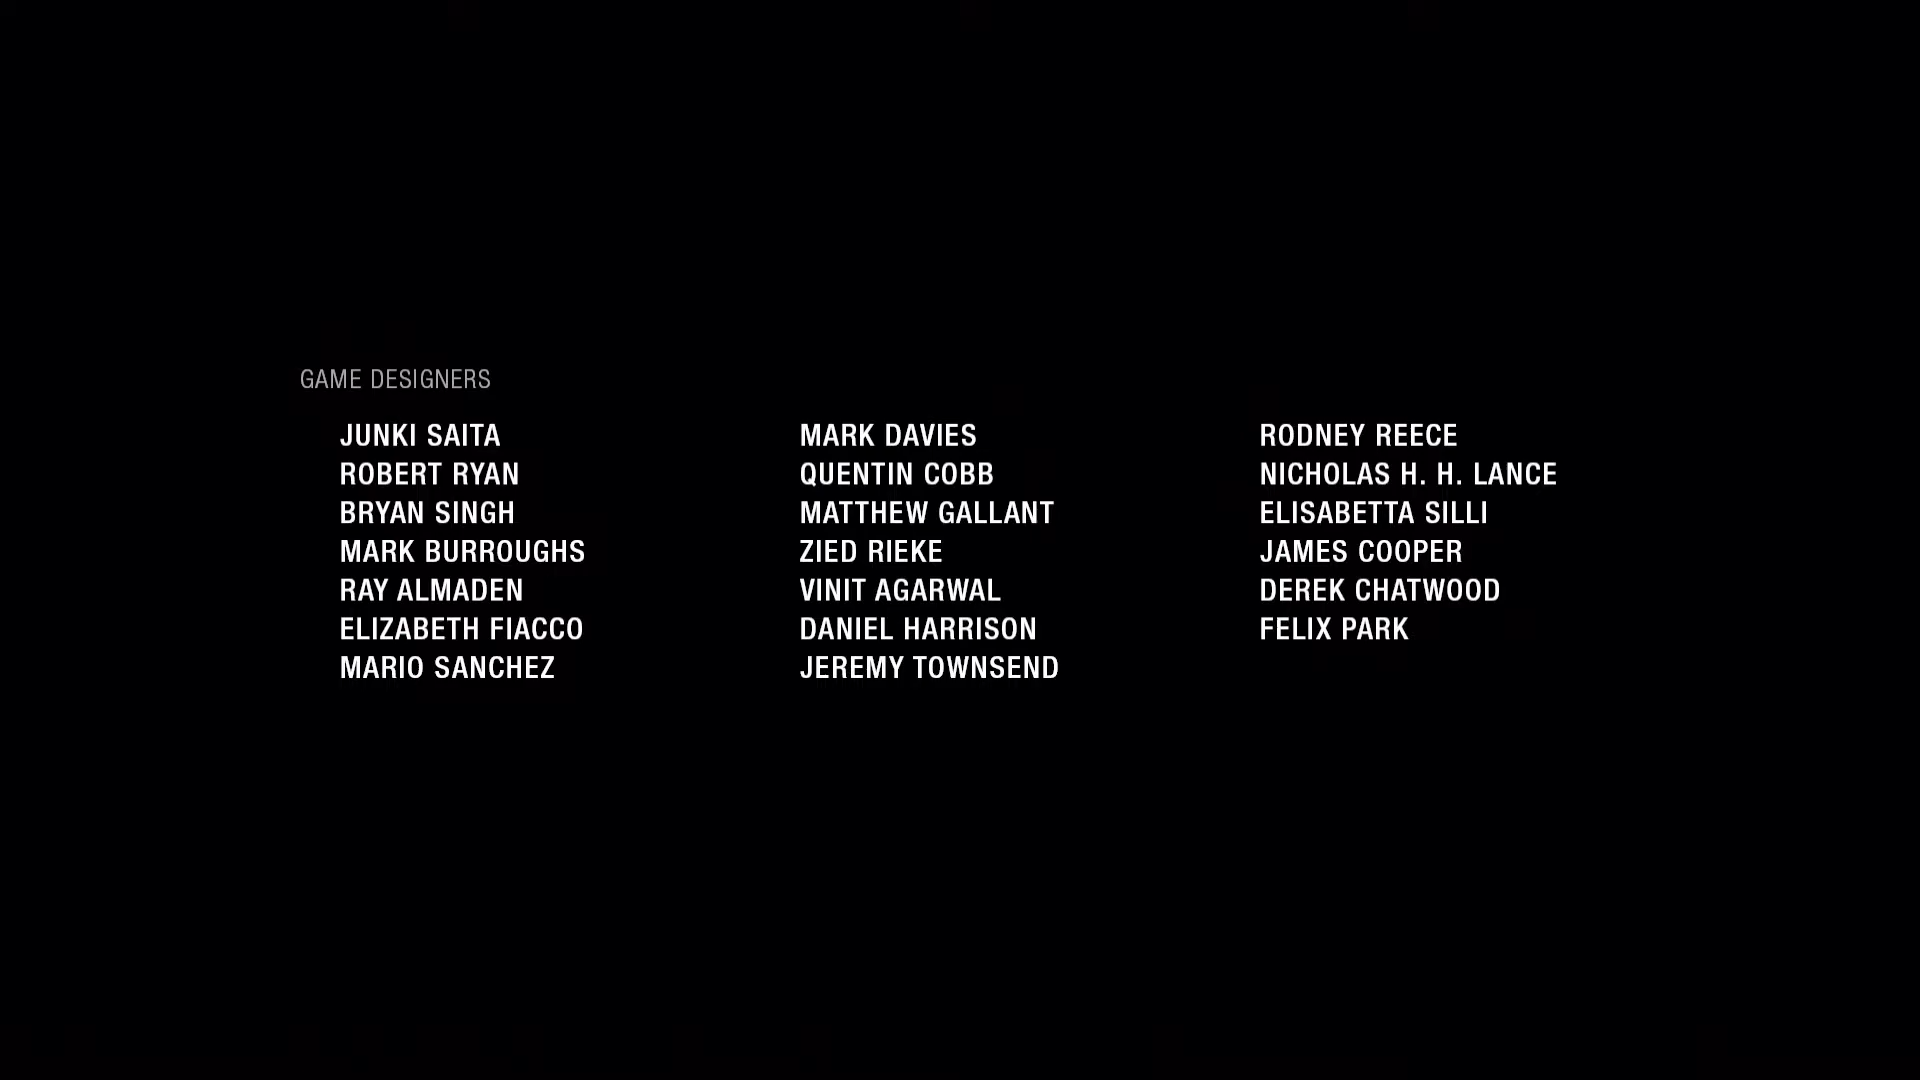 GAME DESIGNERS
JUNKI SAITA
ROBERT RYAN
BRYAN SINGH
MARK BURROUGHS
RAY ALMADEN
ELIZABETH FIACCO
MARIO SANCHEZ
MARK DAVIES
QUENTIN COBB
MATTHEW GALLANT
ZIED RIEKE
VINIT AGARWAL
DANIEL HARRISON
JEREMY TOWNSEND
RODNEY REECE
NICHOLAS H. H. LANCE
ELISABETTA SILLI
JAMES COOPER
DEREK CHATWOOD
FELIX PARK